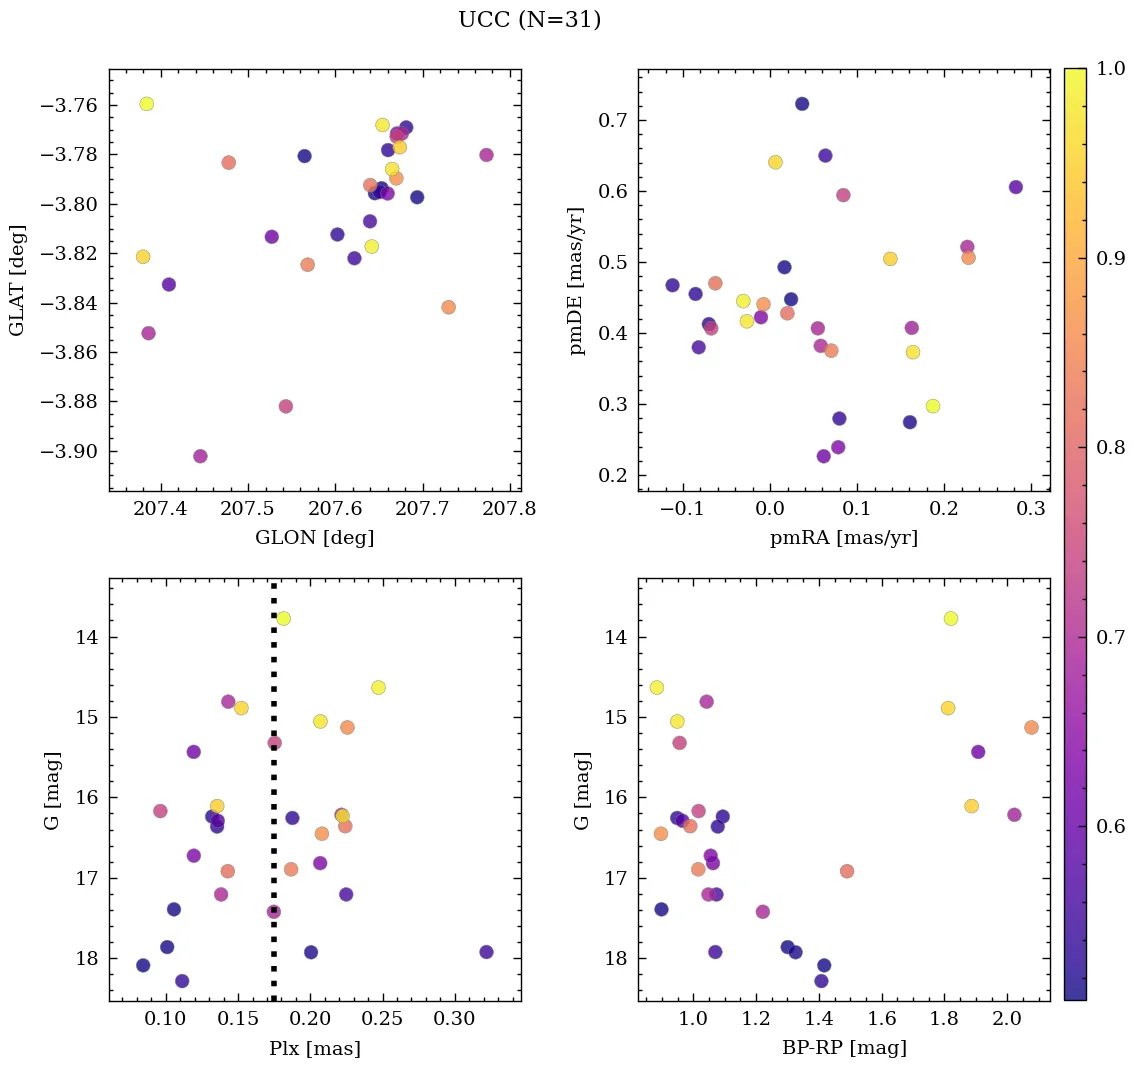 UCC (N=31)
−3.76
−3.78
−3.80
−3.82
−3.84
−3.86
−3.88
−3.90
GLAT [deg]
207.4 207.5 207.6 207.7 207.8
GLON [deg]
0.7
0.6
0.5
0.4
0.3
0.2
pmDE [mas/yr]
−0.1 0.0 0.1 0.2 0.3
pmRA [mas/yr]
1.0
0.9
0.8
0.7
0.6
14
15
16
17
18
G [mag]
0.10 0.15 0.20 0.25 0.30
Plx [mas]
14
15
16
17
18
G [mag]
1.0 1.2 1.4 1.6 1.8 2.0
BP-RP [mag]